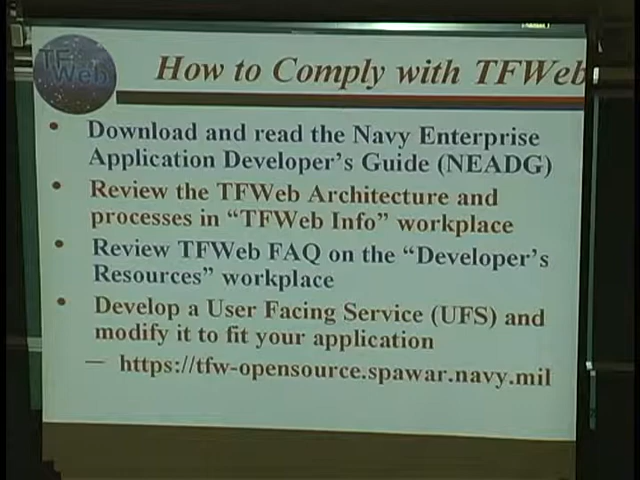 TF
Web
How to Comply with TFWeb
• Download and read the Navy Enterprise
Application Developer's Guide (NEADG)
• Review the TFWeb Architecture and
processes in “TFWeb Info” workplace
• Review TFWeb FAQ on the “Developer's
Resources” workplace
• Develop a User Facing Service (UFS) and
modify it to fit your application
– https://tfw-opensource.spawar.navy.mil